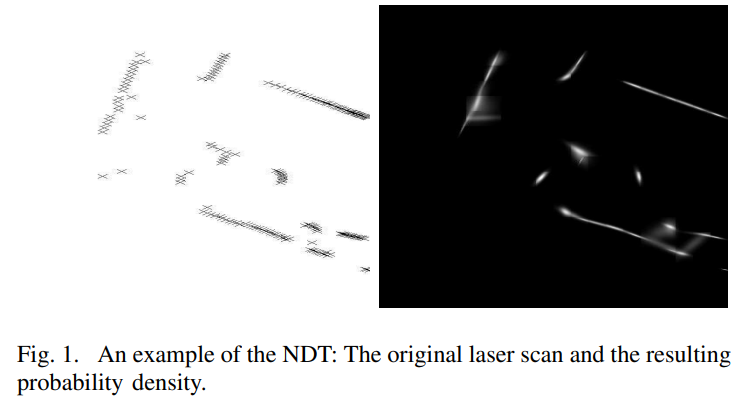 Fig. 1. An example of the NDT: The original laser scan and the resulting
probability density.